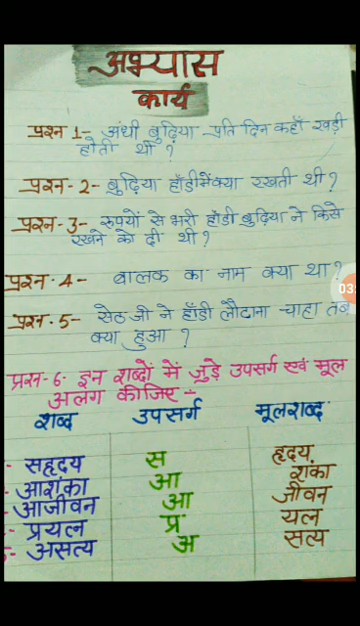 अभ्यास
कार्य
प्रश्न 1- अंधी बुढ़िया प्रति दिन कहाँ खड़ी
होती थी ?
प्रश्न-2- बुढ़िया हाँडीमें क्या रखती थी ?
प्रश्न-3- रूपयों से भरी हाँडी बुढ़िया ने किसे
रखने को दी थी ?
प्रश्न.4- बालक का नाम क्या था ?
प्रश्न.5- सेठ जी ने हाँडी लौटाना चाहा तब
क्या हुआ ?
प्रश्न-6- इन शब्दों में जुड़े उपसर्ग एवं मूल
अलग कीजिए -
शब्द उपसर्ग मूलशब्द
- सहृदय स हृदय
- आशंका आ शंका
- आजीवन आ जीवन
- प्रयत्न प्र यत्न
- असत्य अ सत्य
03: